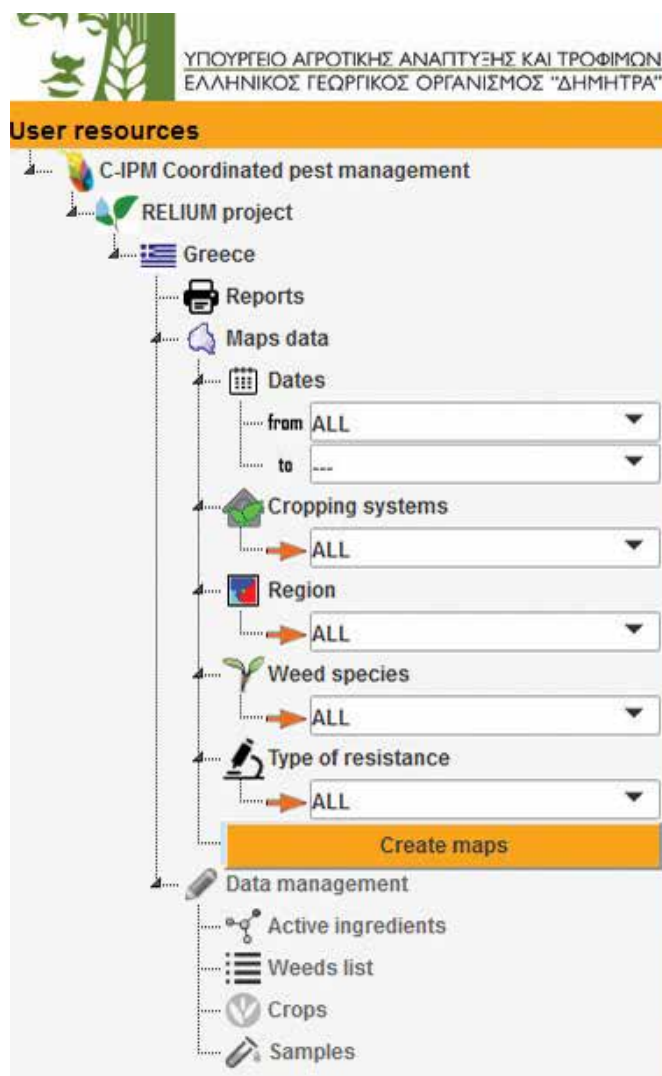 ΥΠΟΥΡΓΕΙΟ ΑΓΡΟΤΙΚΗΣ ΑΝΑΠΤΥΞΗΣ ΚΑΙ ΤΡΟΦΙΜΩΝ
ΕΛΛΗΝΙΚΟΣ ΓΕΩΡΓΙΚΟΣ ΟΡΓΑΝΙΣΜΟΣ "ΔΗΜΗΤΡΑ"
User resources
C-IPM Coordinated pest management
RELIUM project
Greece
Reports
Maps data
Dates
from ALL
to ---
Cropping systems
ALL
Region
ALL
Weed species
ALL
Type of resistance
ALL
Create maps
Data management
Active ingredients
Weeds list
Crops
Samples